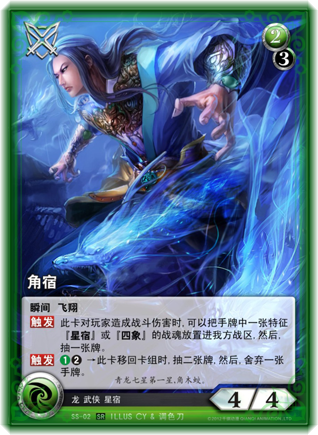 2
3
角宿
瞬间 飞翔
触发 此卡对玩家造成战斗伤害时,可以把手牌中一张特征
『星宿』或『四象』的战魂放置进我方战区,然后,
抽一张牌。
触发 1 2 →此卡移回卡组时,抽二张牌,然后,舍弃一张
手牌。
青龙七星第一星,角木蛟。
龙 武侠 星宿
4 / 4
SS-02 SR ILLUS CY & 调色刀